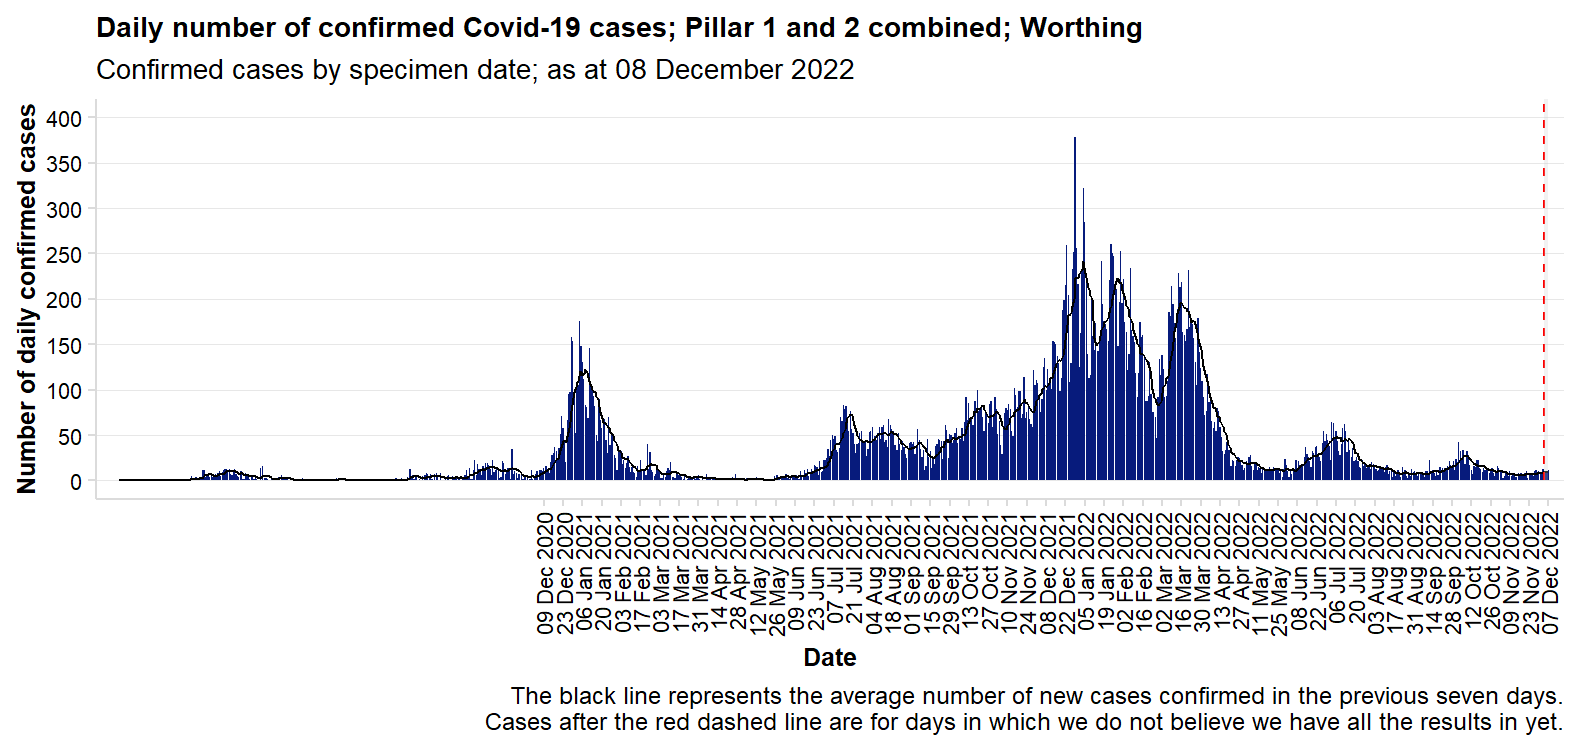 Daily number of confirmed Covid-19 cases; Pillar 1 and 2 combined; Worthing
Confirmed cases by specimen date; as at 08 December 2022
Number of daily confirmed cases
400
350
300
250
200
150
100
50
0
09 Dec 2020
23 Dec 2020
06 Jan 2021
20 Jan 2021
03 Feb 2021
17 Feb 2021
03 Mar 2021
17 Mar 2021
31 Mar 2021
14 Apr 2021
28 Apr 2021
12 May 2021
26 May 2021
09 Jun 2021
23 Jun 2021
07 Jul 2021
21 Jul 2021
04 Aug 2021
18 Aug 2021
01 Sep 2021
15 Sep 2021
29 Sep 2021
13 Oct 2021
27 Oct 2021
10 Nov 2021
24 Nov 2021
08 Dec 2021
22 Dec 2021
05 Jan 2022
19 Jan 2022
02 Feb 2022
16 Feb 2022
02 Mar 2022
16 Mar 2022
30 Mar 2022
13 Apr 2022
27 Apr 2022
11 May 2022
25 May 2022
08 Jun 2022
22 Jun 2022
06 Jul 2022
20 Jul 2022
03 Aug 2022
17 Aug 2022
31 Aug 2022
14 Sep 2022
28 Sep 2022
12 Oct 2022
26 Oct 2022
09 Nov 2022
23 Nov 2022
07 Dec 2022
Date
The black line represents the average number of new cases confirmed in the previous seven days.
Cases after the red dashed line are for days in which we do not believe we have all the results in yet.